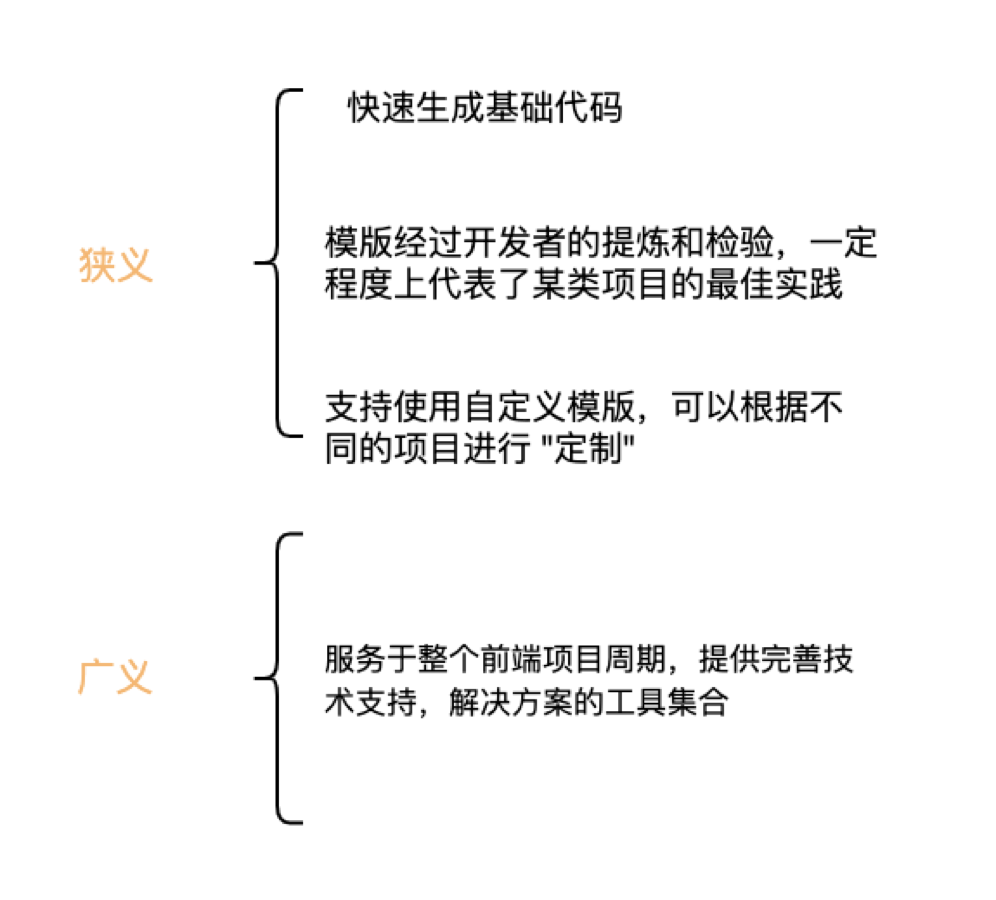 快速生成基础代码
狭义
模版经过开发者的提炼和检验，一定
程度上代表了某类项目的最佳实践
支持使用自定义模版，可以根据不
同的项目进行 "定制"
广义
服务于整个前端项目周期，提供完善技
术支持，解决方案的工具集合